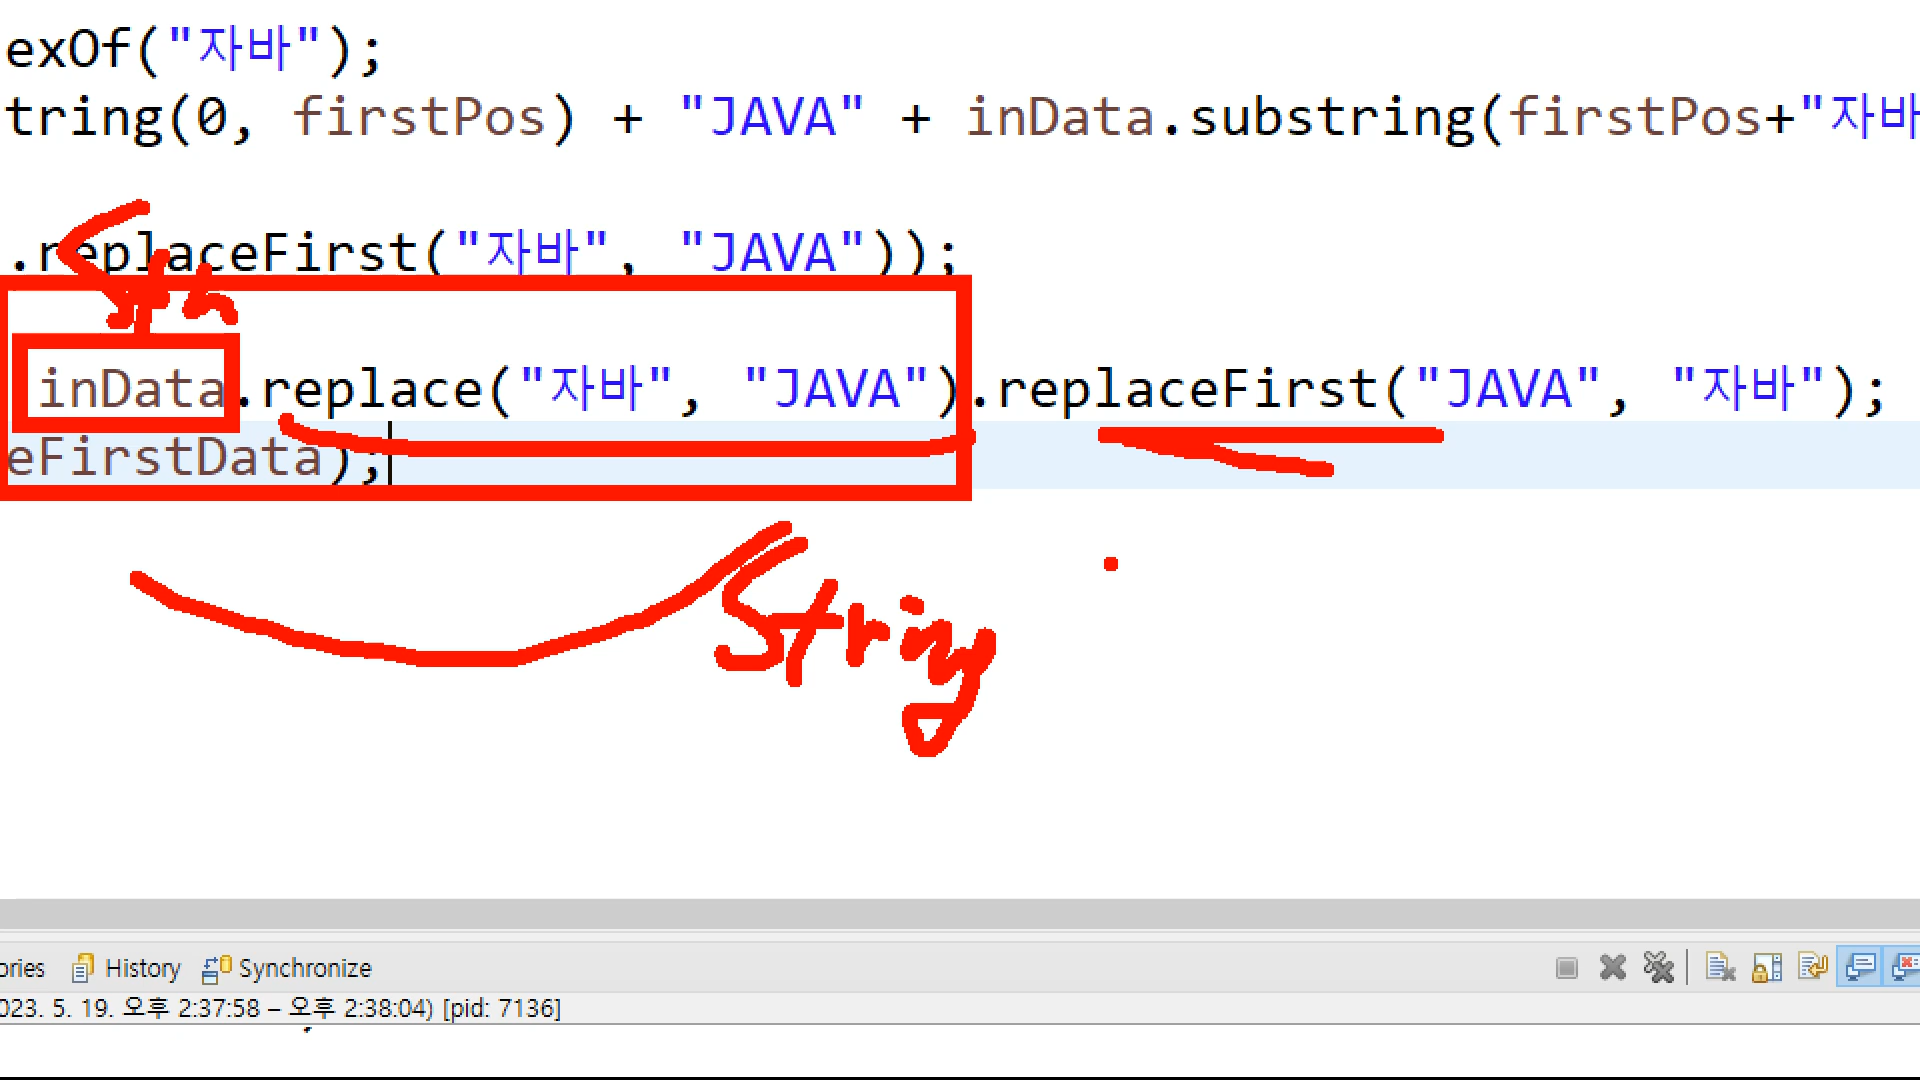 exOf("자바");
tring(0, firstPos) + "JAVA" + inData.substring(firstPos+"자바
.replaceFirst("자바", "JAVA"));
inData.replace("자바", "JAVA").replaceFirst("JAVA", "자바");
eFirstData);
String
ories History Synchronize
023. 5. 19. 오후 2:37:58 – 오후 2:38:04) [pid: 7136]